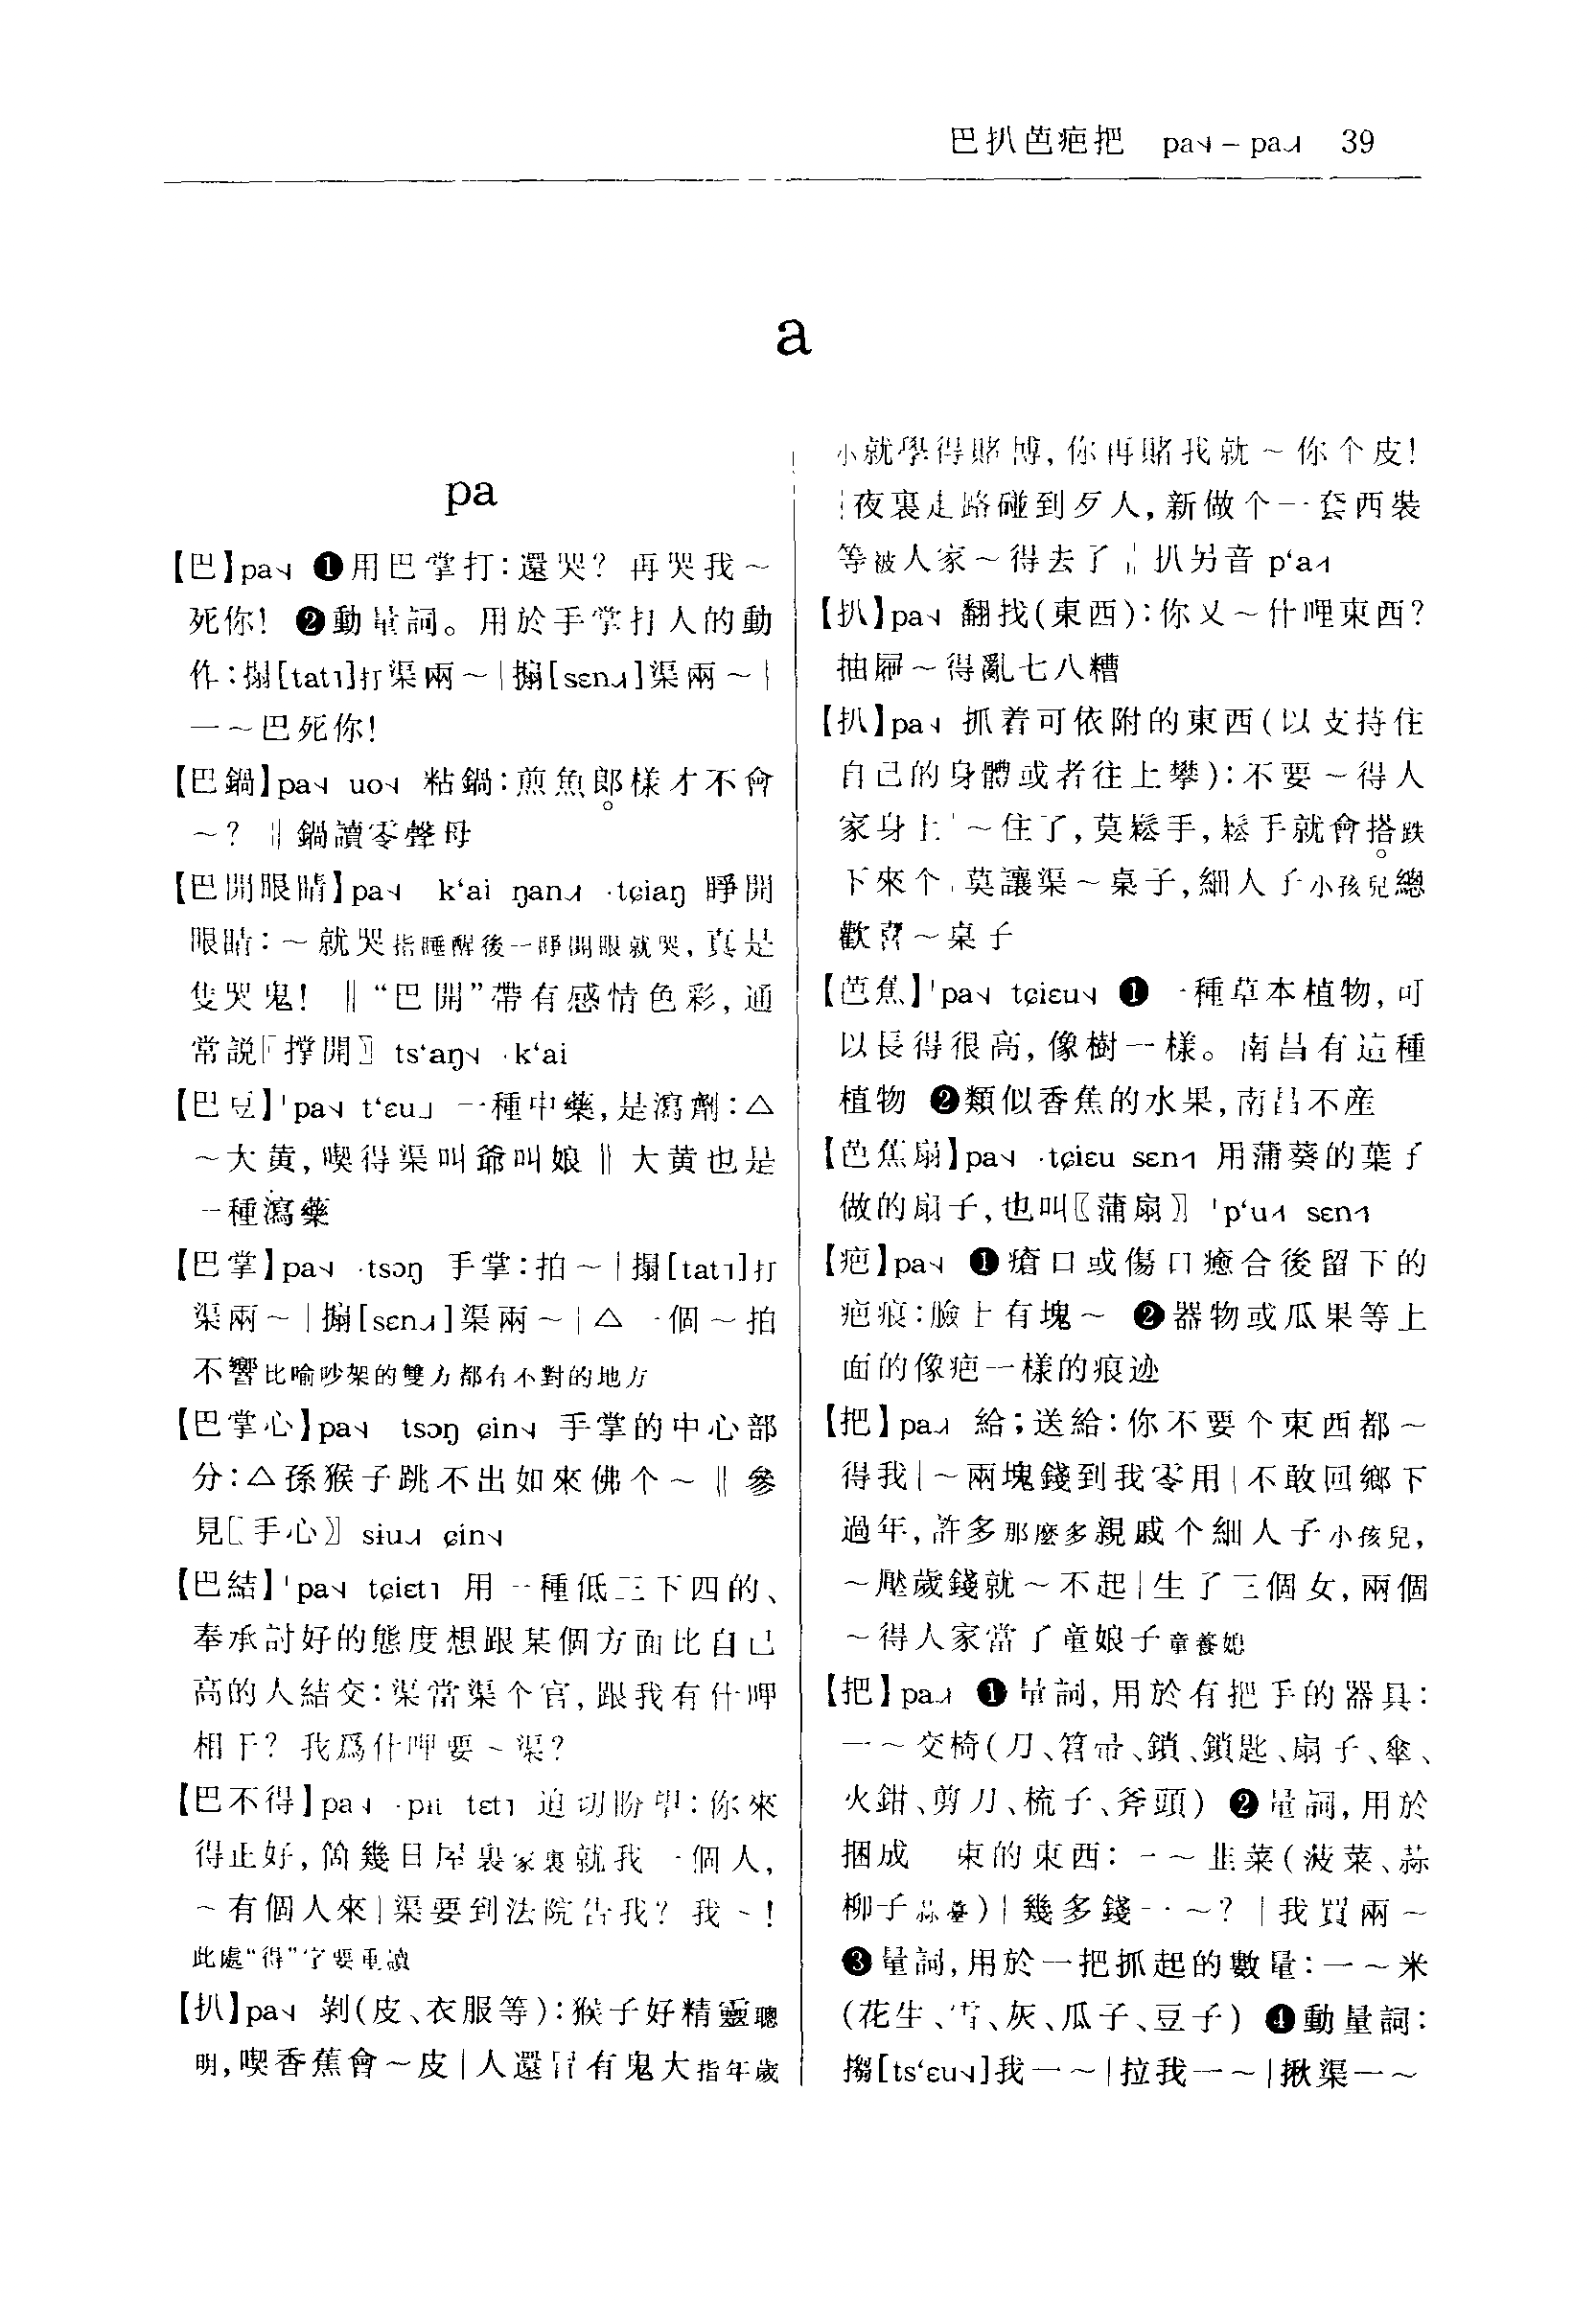 巴扒芭疤把 pa˧˨ – pa˨˩˧ 39
a
pa
【巴】pa ❶用巴掌打：還哭？再哭我～
死你！ ❷動量詞。用於手掌打人的動
作：搨[tat˥]打渠兩～｜搧[sɛn]渠兩～｜
一～巴死你！
【巴鍋】pa uo 粘鍋：煎魚郎樣才不會
～？ ‖鍋讀零聲母
【巴開眼睛】pa k‘ai ŋan ·tɕiaŋ 睜開
眼睛：～就哭指睡醒後一睜開眼就哭，真是
隻哭鬼！ ‖“巴開”帶有感情色彩，通
常説〖撑開〗 ts‘aŋ ·k‘ai
【巴豆】ˈpa t‘ɛu˩ 一種中藥，是瀉劑：△
～大黄，喫得渠叫爺叫娘‖大黄也是
一種瀉藥
【巴掌】pa ·tsɔŋ 手掌：拍～｜搨[tat˥]打
渠兩～｜搧[sɛn]渠兩～｜△一個～拍
不響比喻吵架的雙方都有不對的地方
【巴掌心】pa tsɔŋ ɕin 手掌的中心部
分：△孫猴子跳不出如來佛个～‖參
見〖手心〗 sɨu ɕin
【巴結】ˈpa tɕiɛt˥ 用一種低三下四的、
奉承討好的態度想跟某個方面比自己
高的人結交：渠當渠个官，跟我有什呷
相干？我爲什呷要～渠？
【巴不得】pa ·pɨt tɛt˥ 迫切盼望：你來
得正好，箇幾日屋裏家裏就我一個人，
～有個人來｜渠要到法院告我？我～！
此處“得”字要重讀
【扒】pa 剝（皮、衣服等）：猴子好精靈聰
明，喫香蕉會～皮｜人還冇有鬼大指年歲
小就學得賭博，你再賭我就～你个皮！
｜夜裏走路碰到歹人，新做个一套西裝
等被人家～得去了‖扒另音 p‘a
【扒】pa 翻找（東西）：你又～什哩東西？
抽屜～得亂七八糟
【扒】pa 抓着可依附的東西（以支持住
自己的身體或者往上攀）：不要～得人
家身上｜～住了，莫鬆手，鬆手就會搭跌
下來个｜莫讓渠～桌子，細人子小孩兒總
歡喜～桌子
【芭蕉】ˈpa tɕiɛu ❶一種草本植物，可
以長得很高，像樹一樣。南昌有這種
植物 ❷類似香蕉的水果，南昌不産
【芭蕉扇】pa ·tɕiɛu sɛn 用蒲葵的葉子
做的扇子，也叫〖蒲扇〗 ˈp‘u sɛn
【疤】pa ❶瘡口或傷口癒合後留下的
疤痕：臉上有塊～ ❷器物或瓜果等上
面的像疤一樣的痕迹
【把】pa 給；送給：你不要个東西都～
得我｜～兩塊錢到我零用｜不敢回鄉下
過年，許多那麼多親戚个細人子小孩兒，
～壓歲錢就～不起｜生了三個女，兩個
～得人家當了童娘子童養媳
【把】pa ❶量詞，用於有把手的器具：
一～交椅（刀、笤帚、鎖、鎖匙、扇子、傘、
火鉗、剪刀、梳子、斧頭） ❷量詞，用於
捆成一束的東西：一～韭菜（菠菜、蒜
柳子蒜薹）｜幾多錢一～？｜我買兩～
❸量詞，用於一把抓起的數量：一～米
（花生、雪、灰、瓜子、豆子） ❹動量詞：
搊[ts‘ɛu]我一～｜拉我一～｜揪渠一～